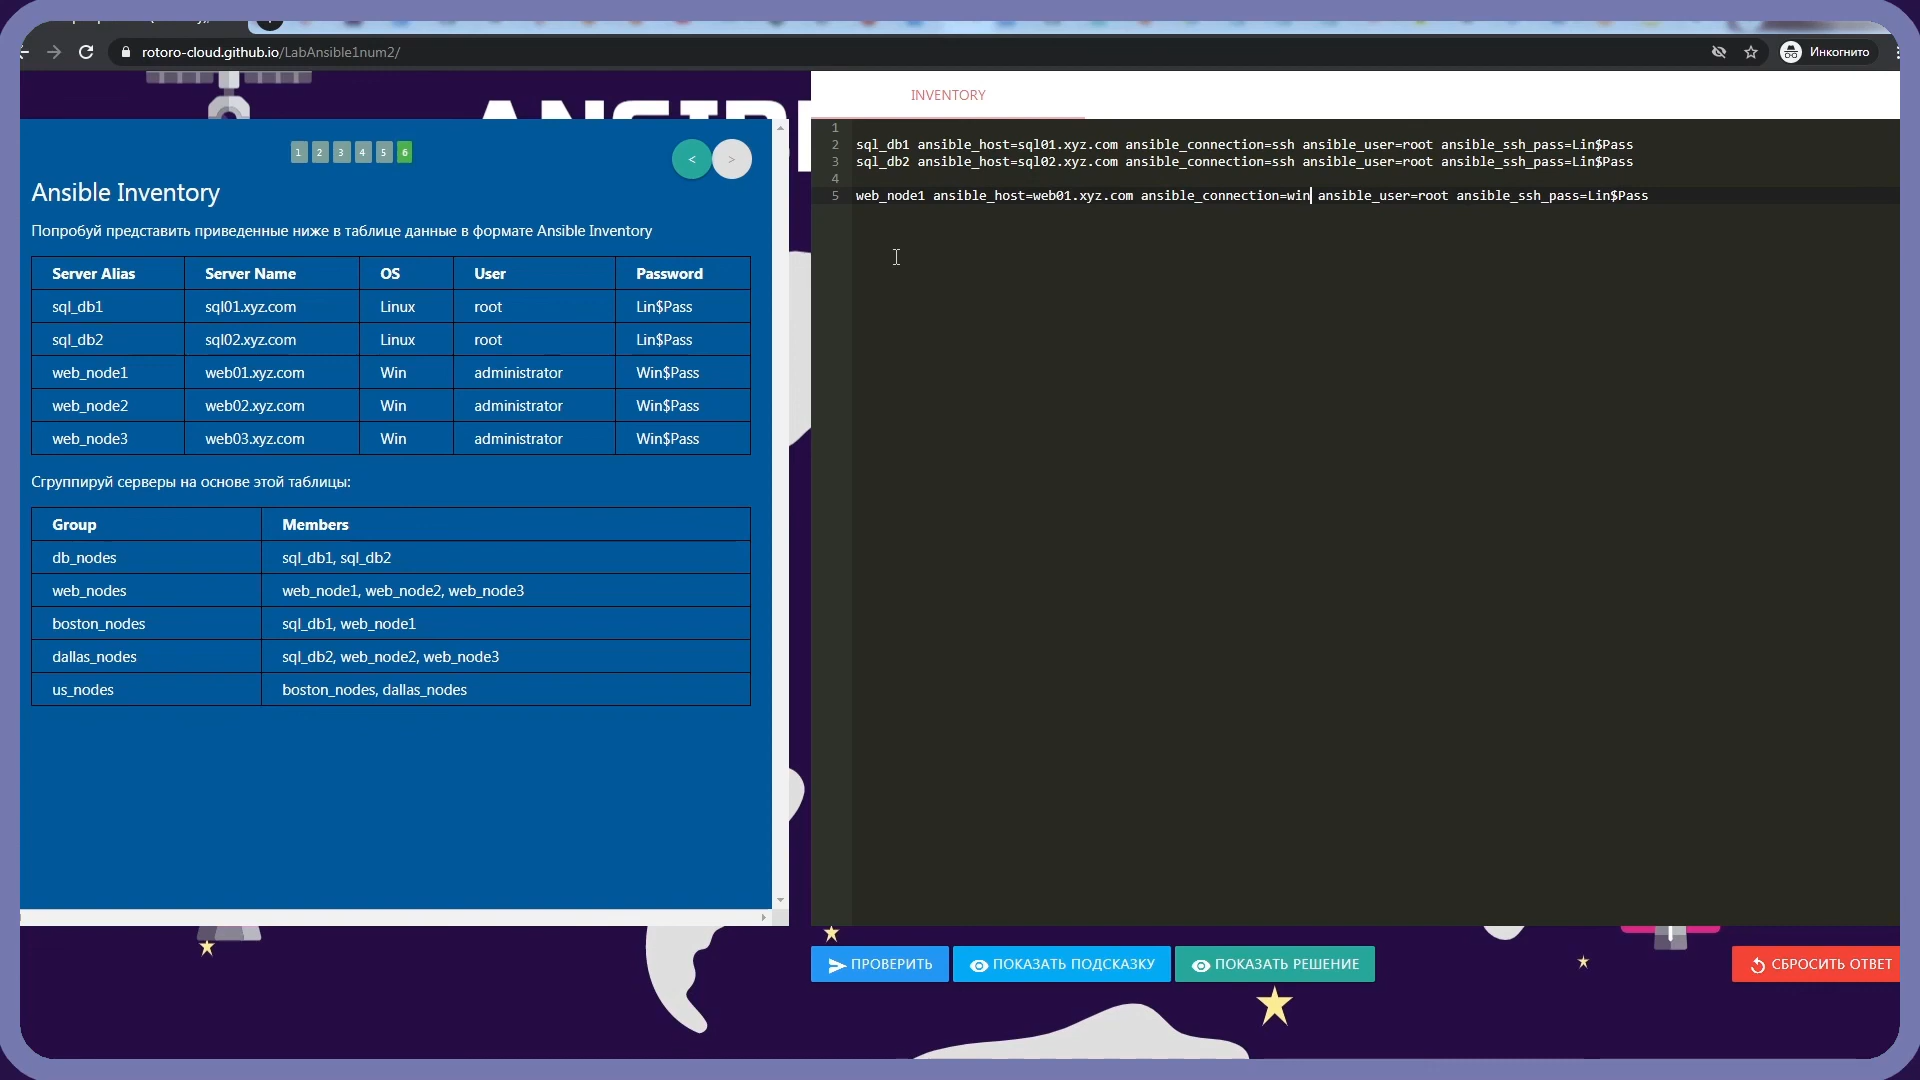 rotoro-cloud.github.io/LabAnsible1num2/
Инкогнито
INVENTORY
1 2 3 4 5 6
< >
Ansible Inventory
Попробуй представить приведенные ниже в таблице данные в формате Ansible Inventory
Server Alias Server Name OS User Password
sql_db1 sql01.xyz.com Linux root Lin$Pass
sql_db2 sql02.xyz.com Linux root Lin$Pass
web_node1 web01.xyz.com Win administrator Win$Pass
web_node2 web02.xyz.com Win administrator Win$Pass
web_node3 web03.xyz.com Win administrator Win$Pass
Сгруппируй серверы на основе этой таблицы:
Group Members
db_nodes sql_db1, sql_db2
web_nodes web_node1, web_node2, web_node3
boston_nodes sql_db1, web_node1
dallas_nodes sql_db2, web_node2, web_node3
us_nodes boston_nodes, dallas_nodes
1
2 sql_db1 ansible_host=sql01.xyz.com ansible_connection=ssh ansible_user=root ansible_ssh_pass=Lin$Pass
3 sql_db2 ansible_host=sql02.xyz.com ansible_connection=ssh ansible_user=root ansible_ssh_pass=Lin$Pass
4
5 web_node1 ansible_host=web01.xyz.com ansible_connection=win ansible_user=root ansible_ssh_pass=Lin$Pass
ПРОВЕРИТЬ ПОКАЗАТЬ ПОДСКАЗКУ ПОКАЗАТЬ РЕШЕНИЕ СБРОСИТЬ ОТВЕТ